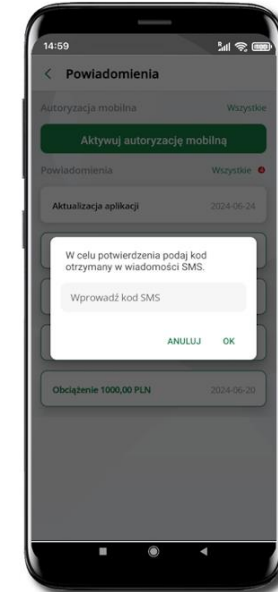 14:59
Powiadomienia
Autoryzacja mobilna Wszystkie
Aktywuj autoryzację mobilną
Powiadomienia Wszystkie
Aktualizacja aplikacji 2024-06-24
W celu potwierdzenia podaj kod
otrzymany w wiadomości SMS.
Wprowadź kod SMS
ANULUJ OK
Obciążenie 1000,00 PLN 2024-06-20